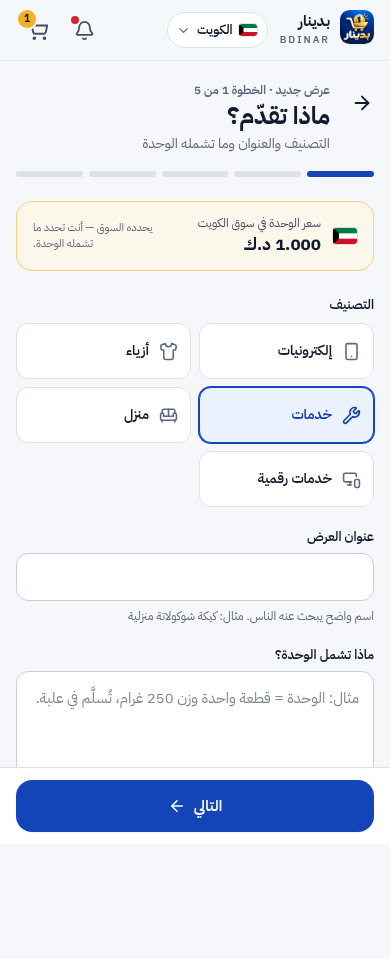 بدينار
BDINAR
الكويت
1
عرض جديد · الخطوة 1 من 5
ماذا تقدّم؟
التصنيف والعنوان وما تشمله الوحدة
سعر الوحدة في سوق الكويت
1.000 د.ك
يحدده السوق — أنت تحدد ما
تشمله الوحدة.
التصنيف
إلكترونيات
أزياء
خدمات
منزل
خدمات رقمية
عنوان العرض
اسم واضح يبحث عنه الناس. مثال: كيكة شوكولاتة منزلية
ماذا تشمل الوحدة؟
مثال: الوحدة = قطعة واحدة وزن 250 غرام، تُسلَّم في علبة.
التالي